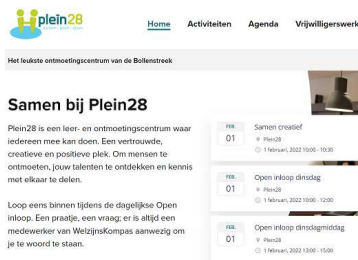 plein28
Home Activiteiten Agenda Vrijwilligerswerk
Het leukste ontmoetingscentrum van de Bollenstreek
Samen bij Plein28
Plein28 is een leer- en ontmoetingscentrum waar
iedereen mee kan doen. Een vertrouwde,
creatieve en positieve plek. Om mensen te
ontmoeten, jouw talenten te ontdekken en kennis
met elkaar te delen.
Loop eens binnen tijdens de dagelijkse Open
inloop. Een praatje, een vraag; er is altijd een
medewerker van WelzijnsKompas aanwezig om
je te woord te staan.
FEB. 01
Samen creatief
Plein28
1 februari, 2022 10:00 - 10:30
FEB. 01
Open inloop dinsdag
Plein28
1 februari, 2022 10:00 - 12:00
FEB. 01
Open inloop dinsdagmiddag
Plein28
1 februari, 2022 13:00 - 15:00